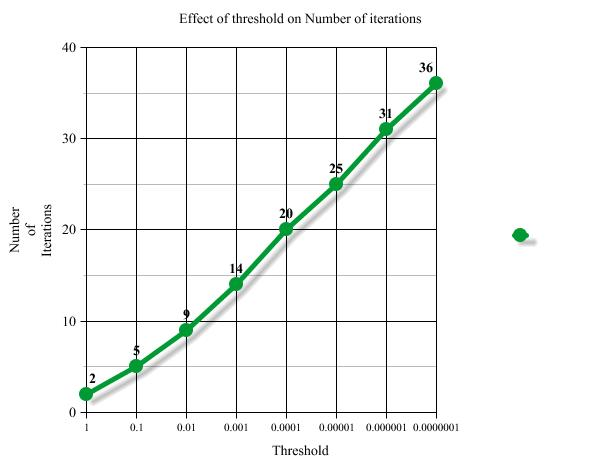 Effect of threshold on Number of iterations
40
36
31
30
25
20
20
14
10
9
5
2
0
Number
of
Iterations
1 0.1 0.01 0.001 0.0001 0.00001 0.000001 0.0000001
Threshold